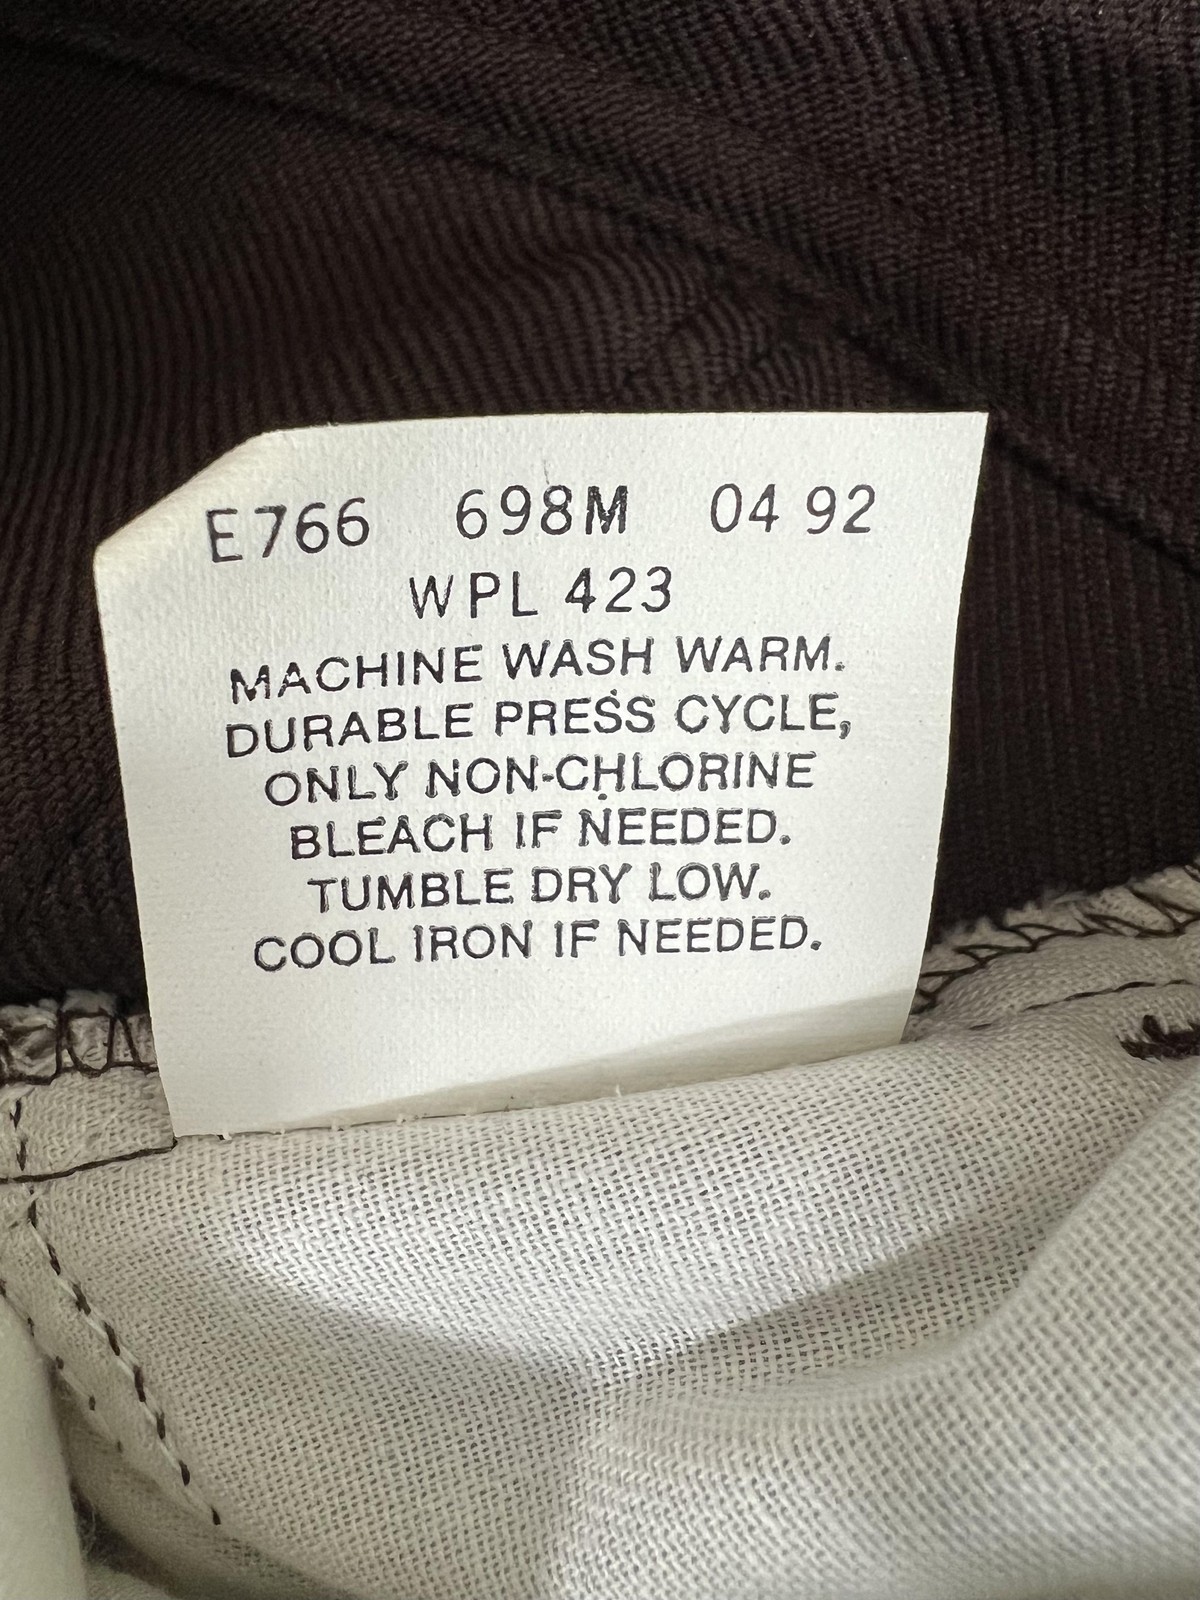 E766 698M 04 92
WPL 423
MACHINE WASH WARM.
DURABLE PRESS CYCLE,
ONLY NON-CHLORINE
BLEACH IF NEEDED.
TUMBLE DRY LOW.
COOL IRON IF NEEDED.